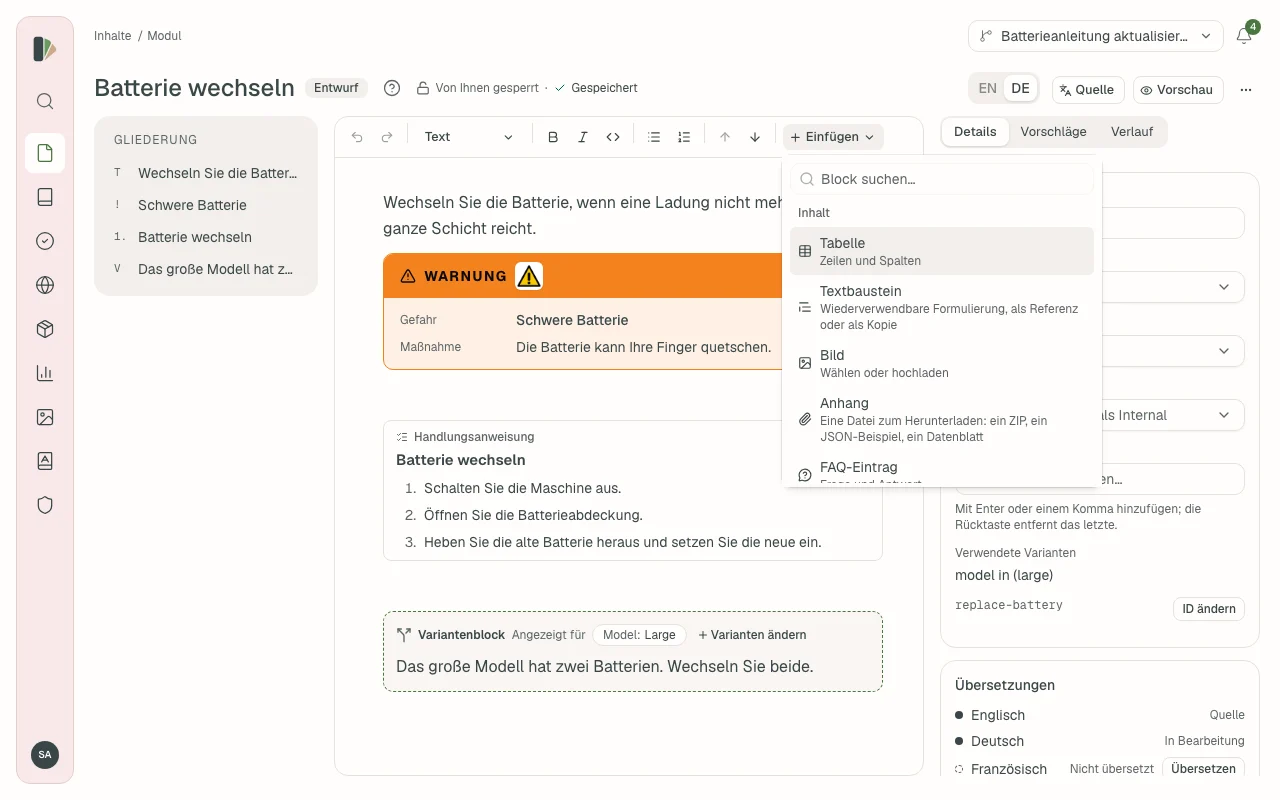 Inhalte / Modul
Batterieanleitung aktualisier…
4
Batterie wechseln
Entwurf
Von Ihnen gesperrt · Gespeichert
EN DE
Quelle
Vorschau
GLIEDERUNG
T Wechseln Sie die Batter…
! Schwere Batterie
1. Batterie wechseln
V Das große Modell hat z…
Text
Einfügen
Details
Vorschläge
Verlauf
Block suchen…
Inhalt
Tabelle
Zeilen und Spalten
Textbaustein
Wiederverwendbare Formulierung, als Referenz
oder als Kopie
Bild
Wählen oder hochladen
Anhang
Eine Datei zum Herunterladen: ein ZIP, ein
JSON-Beispiel, ein Datenblatt
FAQ-Eintrag
Wechseln Sie die Batterie, wenn eine Ladung nicht
ganze Schicht reicht.
WARNUNG
Gefahr Schwere Batterie
Maßnahme Die Batterie kann Ihre Finger quetschen.
Handlungsanweisung
Batterie wechseln
1. Schalten Sie die Maschine aus.
2. Öffnen Sie die Batterieabdeckung.
3. Heben Sie die alte Batterie heraus und setzen Sie die neue ein.
Variantenblock Angezeigt für Model: Large + Varianten ändern
Das große Modell hat zwei Batterien. Wechseln Sie beide.
Internal
Mit Enter oder einem Komma hinzufügen; die
Rücktaste entfernt das letzte.
Verwendete Varianten
model in (large)
replace-battery
ID ändern
Übersetzungen
Englisch Quelle
Deutsch In Bearbeitung
Französisch Nicht übersetzt Übersetzen
SA